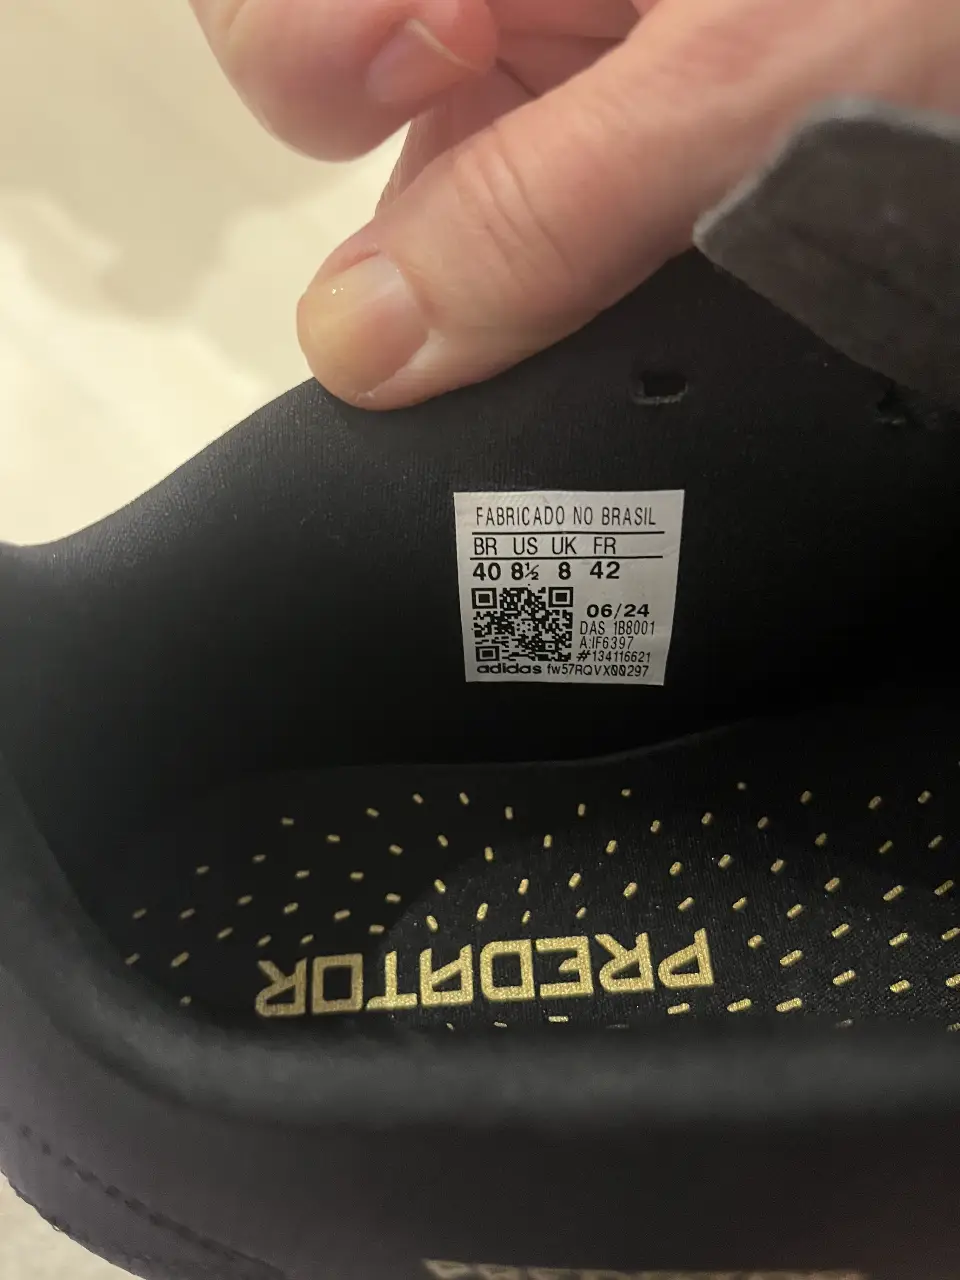 FABRICADO NO BRASIL
BR US UK FR
40 8½ 8 42
06/24
DAS 1B8001
A:IF6397
#134116621
adidas fw57RQVX00297
PREDATOR